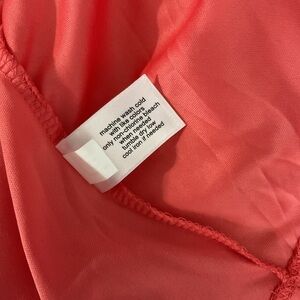 machine wash cold
with like colors
only non-chlorine bleach
when needed
tumble dry low
cool iron if needed